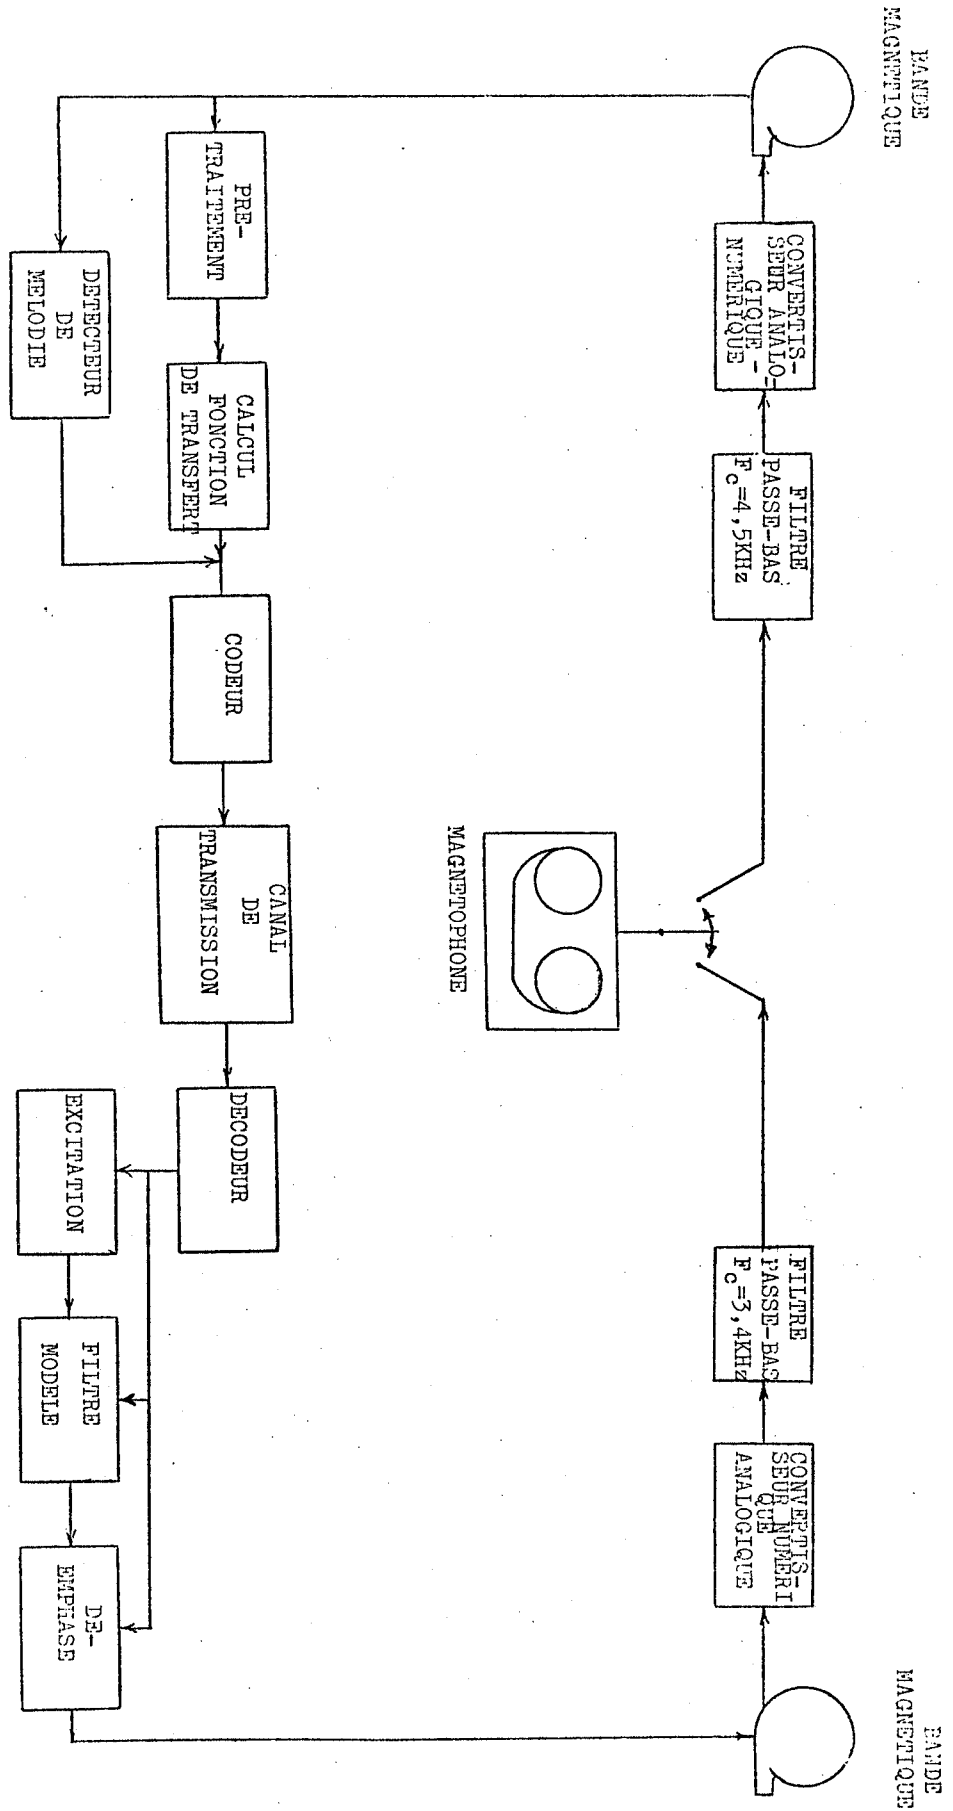 BANDE
MAGNETIQUE
CONVERTIS-
SEUR ANALO-
GIQUE -
NUMERIQUE
FILTRE
PASSE-BAS
Fc=4,5KHz
MAGNETOPHONE
FILTRE
PASSE-BAS
Fc=3,4KHz
CONVERTIS-
SEUR NUMERI
QUE
ANALOGIQUE
BANDE
MAGNETIQUE
PRE-
TRAITEMENT
CALCUL
FONCTION
DE TRANSFERT
DETECTEUR
DE
MELODIE
CODEUR
CANAL
DE
TRANSMISSION
DECODEUR
EXCITATION
FILTRE
MODELE
DE-
EMPHASE